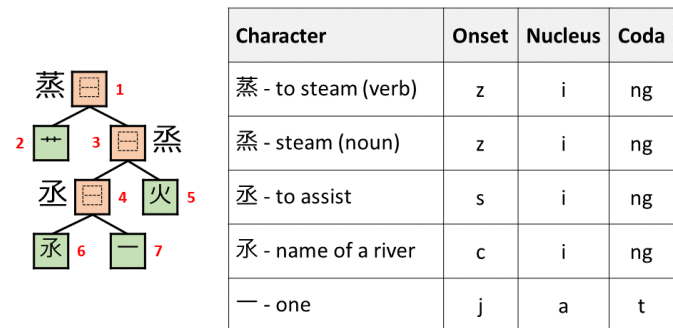 蒸 ⿱ 1
2 艹 3 ⿱ 烝
丞 ⿱ 4 火 5
氶 6 一 7
Character Onset Nucleus Coda
蒸 - to steam (verb) z i ng
烝 - steam (noun) z i ng
丞 - to assist s i ng
氶 - name of a river c i ng
一 - one j a t